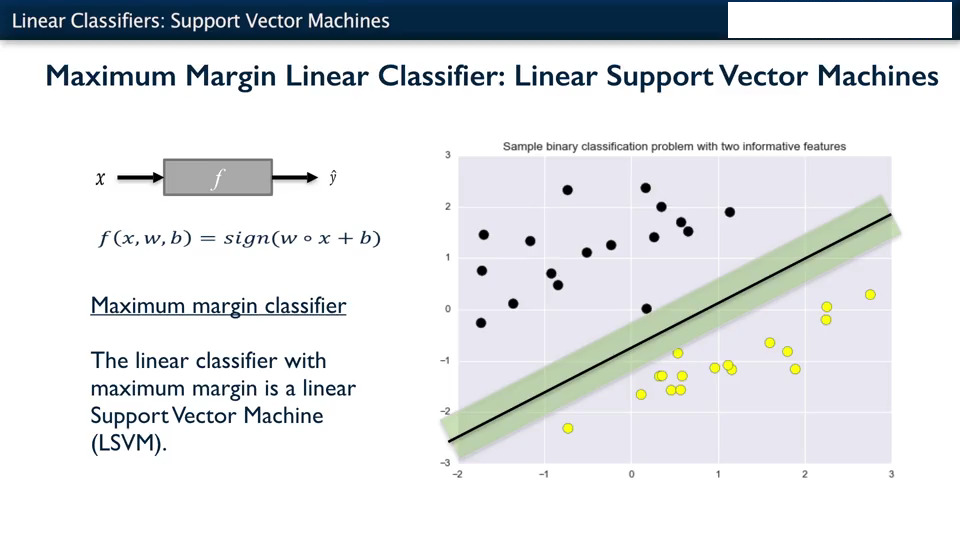 Linear Classifiers: Support Vector Machines
Maximum Margin Linear Classifier: Linear Support Vector Machines
x
f
ŷ
f(x, w, b) = sign(w ∘ x + b)
Maximum margin classifier
The linear classifier with
maximum margin is a linear
Support Vector Machine
(LSVM).
Sample binary classification problem with two informative features
3
2
1
0
−1
−2
−3
−2 −1 0 1 2 3